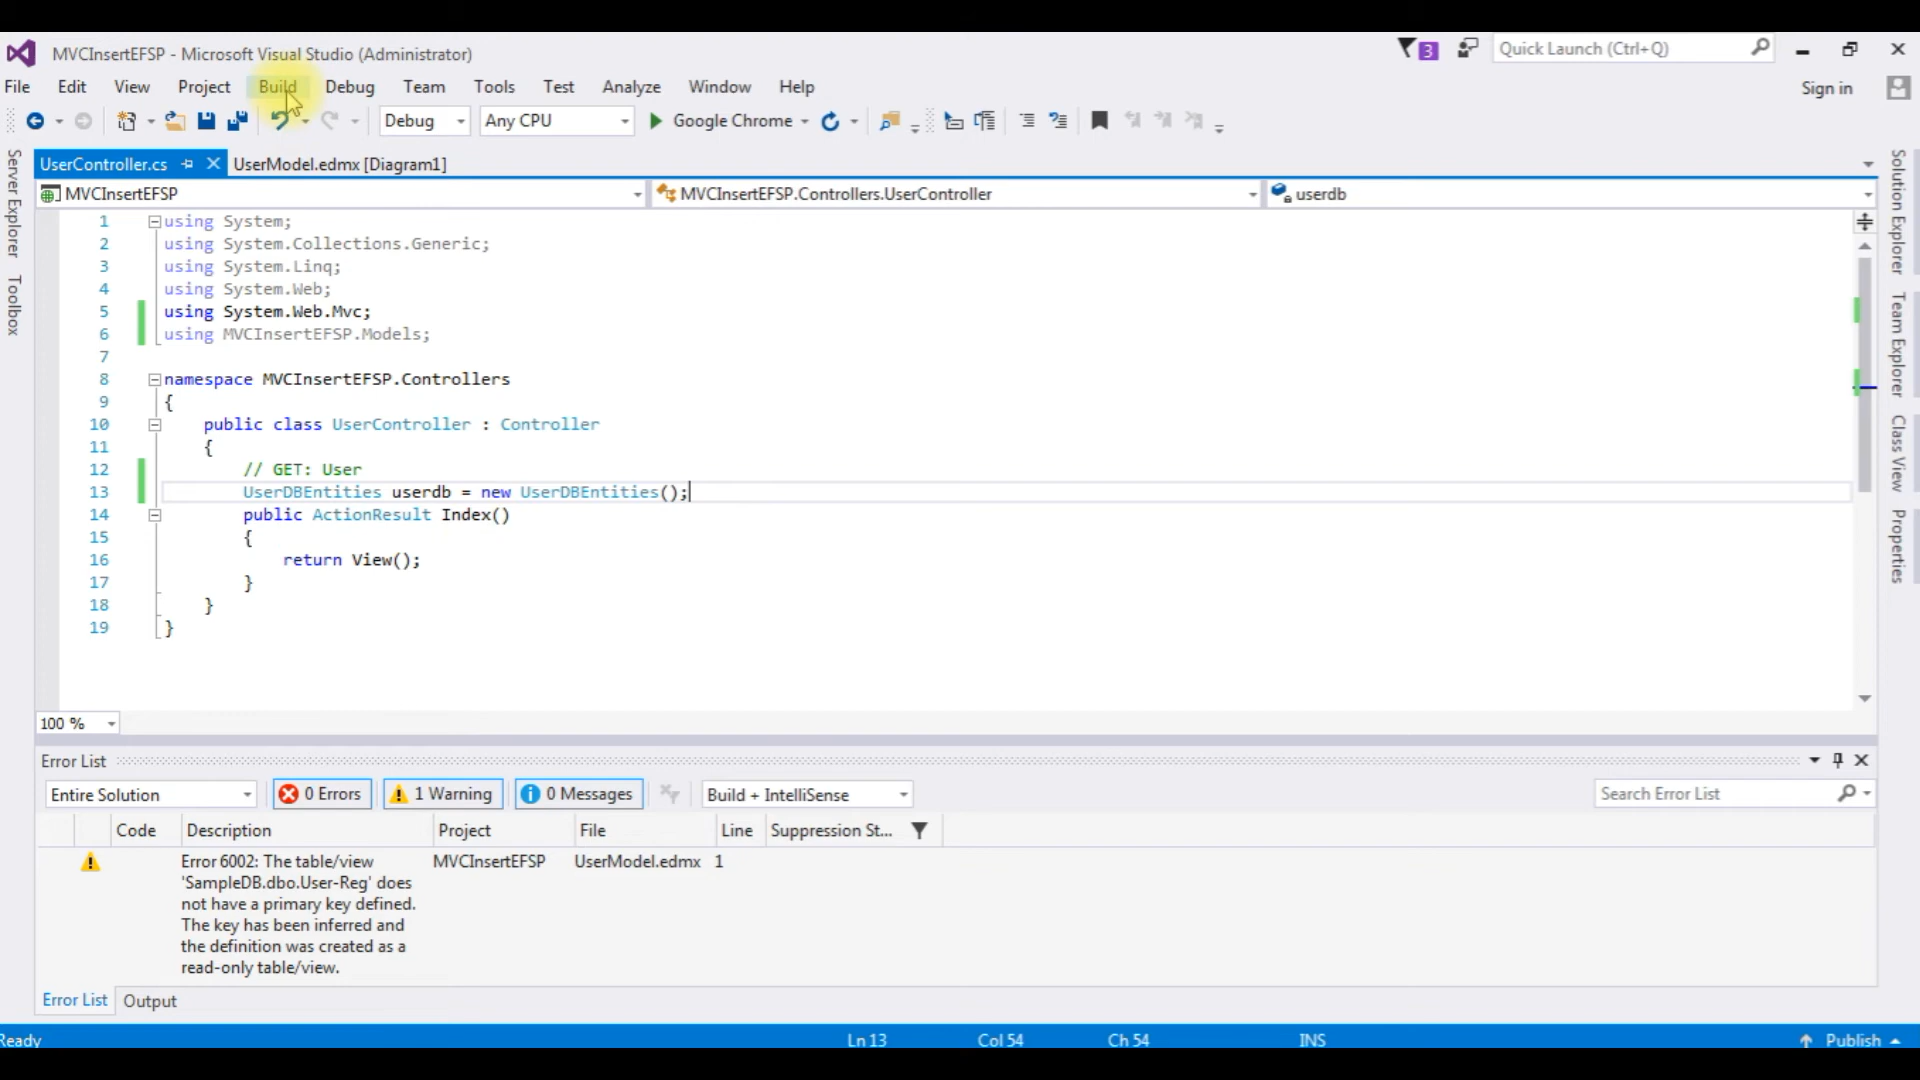 MVCInsertEFSP - Microsoft Visual Studio (Administrator)
3
Quick Launch (Ctrl+Q)
File Edit View Project Build Debug Team Tools Test Analyze Window Help
Sign in
Debug
Any CPU
Google Chrome
UserController.cs
UserModel.edmx [Diagram1]
MVCInsertEFSP
MVCInsertEFSP.Controllers.UserController
userdb
1 using System;
2 using System.Collections.Generic;
3 using System.Linq;
4 using System.Web;
5 using System.Web.Mvc;
6 using MVCInsertEFSP.Models;
7
8 namespace MVCInsertEFSP.Controllers
9 {
10 public class UserController : Controller
11 {
12 // GET: User
13 UserDBEntities userdb = new UserDBEntities();
14 public ActionResult Index()
15 {
16 return View();
17 }
18 }
19 }
Server Explorer
Toolbox
Solution Explorer
Team Explorer
Class View
Properties
100 %
Error List
Entire Solution
0 Errors
1 Warning
0 Messages
Build + IntelliSense
Search Error List
Code Description Project File Line Suppression St...
Error 6002: The table/view MVCInsertEFSP UserModel.edmx 1
'SampleDB.dbo.User-Reg' does
not have a primary key defined.
The key has been inferred and
the definition was created as a
read-only table/view.
Error List Output
Ready
Ln 13
Col 54
Ch 54
INS
Publish